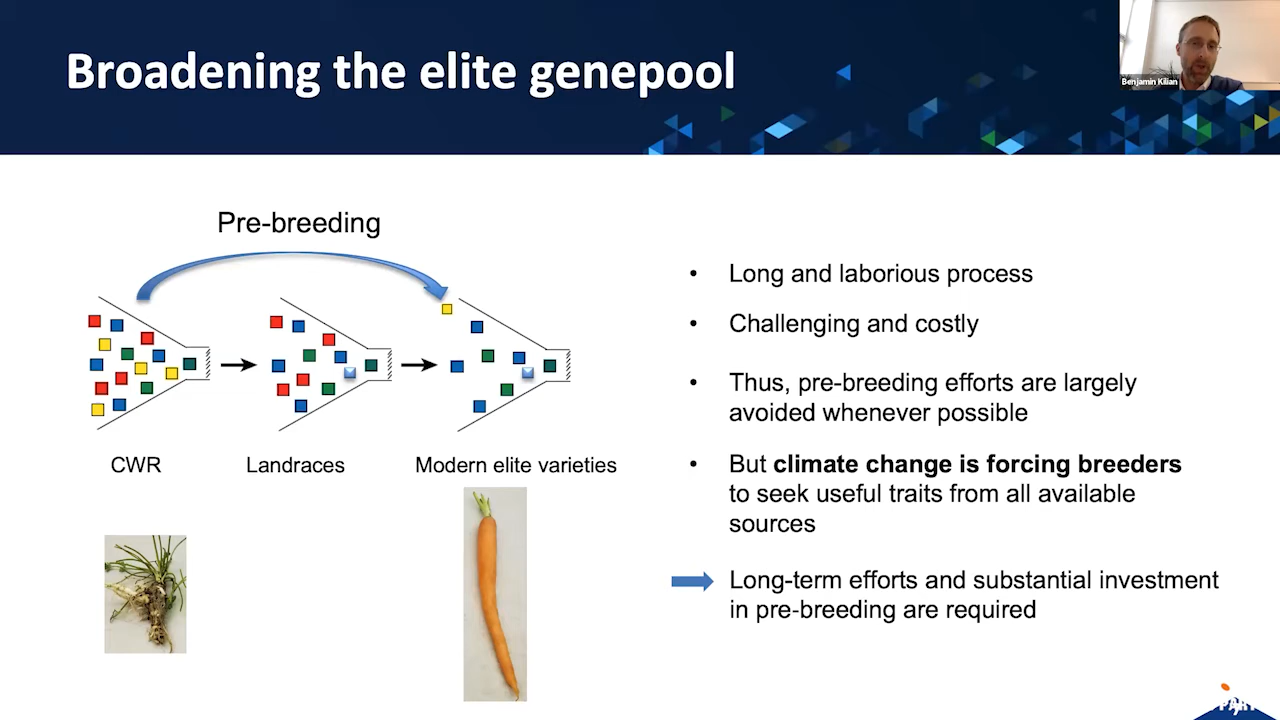 Broadening the elite genepool
Benjamin Kilian
Pre-breeding
CWR
Landraces
Modern elite varieties
• Long and laborious process
• Challenging and costly
• Thus, pre-breeding efforts are largely
avoided whenever possible
• But climate change is forcing breeders
to seek useful traits from all available
sources
Long-term efforts and substantial investment
in pre-breeding are required